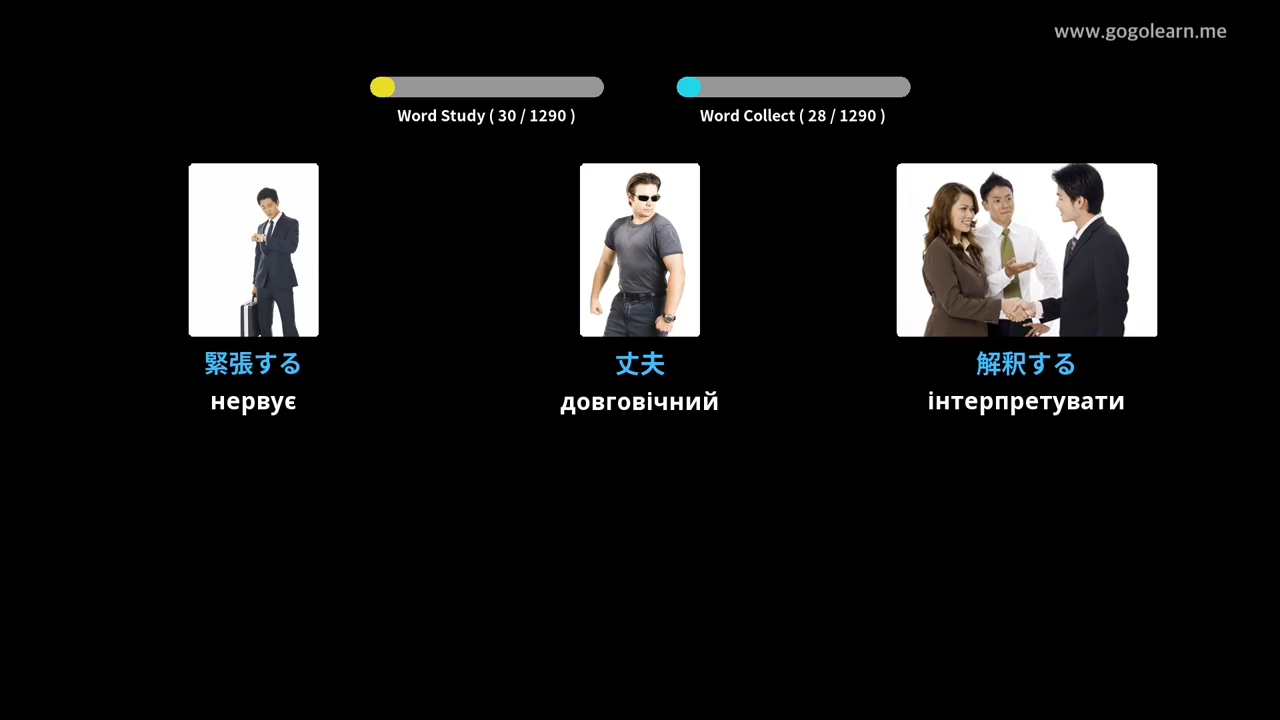 www.gogolearn.me
Word Study ( 30 / 1290 )
Word Collect ( 28 / 1290 )
緊張する
丈夫
解釈する
нервує
довговічний
інтерпретувати